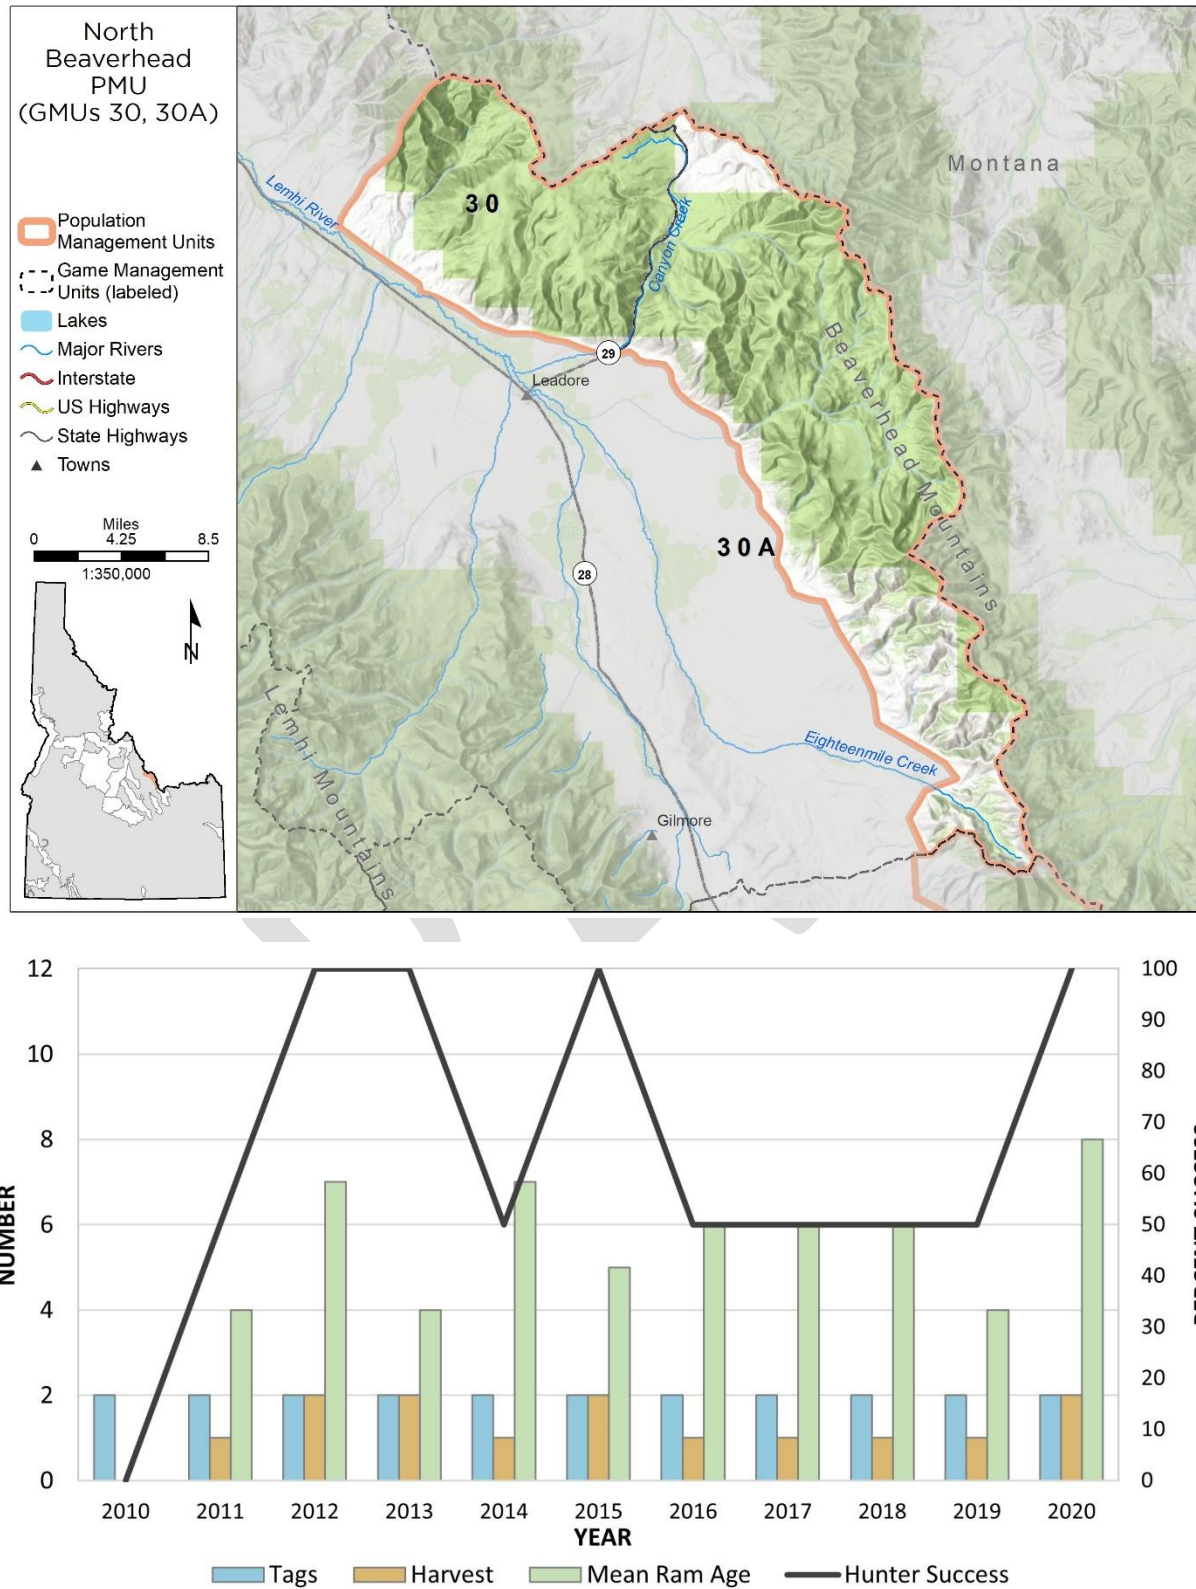 North
Beaverhead
PMU
(GMUs 30, 30A)
Population
Management Units
Game Management
Units (labeled)
Lakes
Major Rivers
Interstate
US Highways
State Highways
Towns
Miles
0 4.25 8.5
1:350,000
N
Montana
30
Lemhi River
Canyon Creek
29
Leadore
Beaverhead Mountains
30A
28
Lemhi Mountains
Eighteenmile Creek
Gilmore
12
10
8
6
4
2
0
NUMBER
100
90
80
70
60
50
40
30
20
10
0
PERCENT SUCCESS
2010 2011 2012 2013 2014 2015 2016 2017 2018 2019 2020
YEAR
Tags Harvest Mean Ram Age Hunter Success